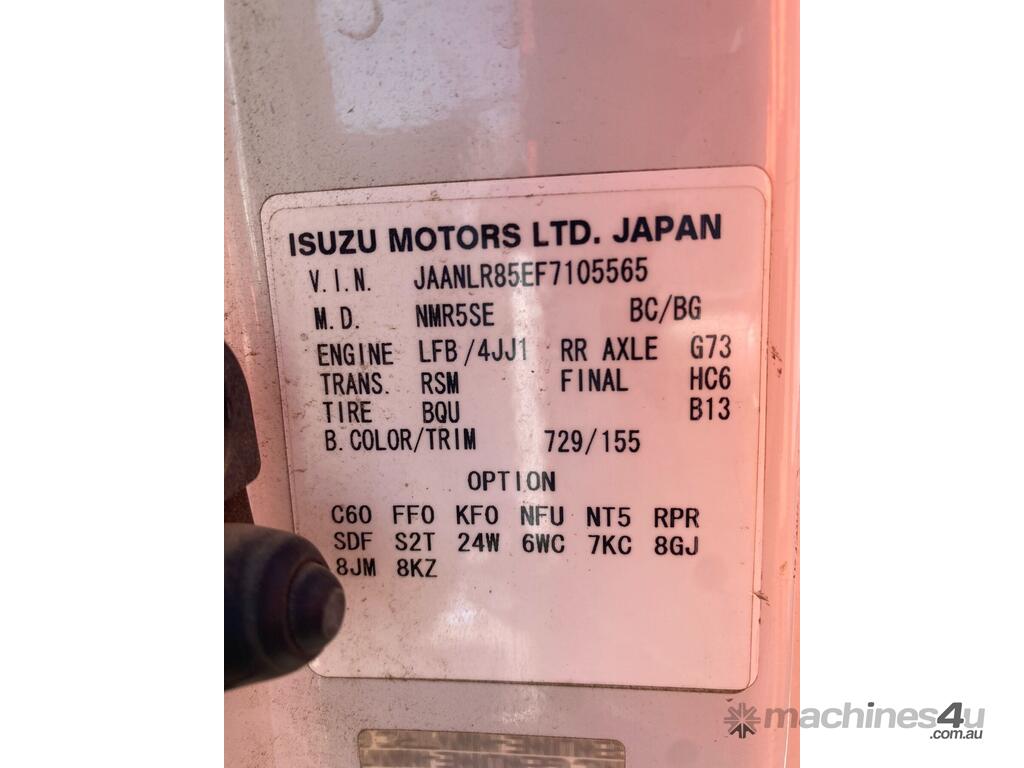 ISUZU MOTORS LTD. JAPAN
V.I.N. JAANLR85EF7105565
M.D. NMR5SE BC/BG
ENGINE LFB/4JJ1 RR AXLE G73
TRANS. RSM FINAL HC6
TIRE BQU B13
B.COLOR/TRIM 729/155
OPTION
C60 FF0 KF0 NFU NT5 RPR
SDF S2T 24W 6WC 7KC 8GJ
8JM 8KZ
machines4u
.com.au